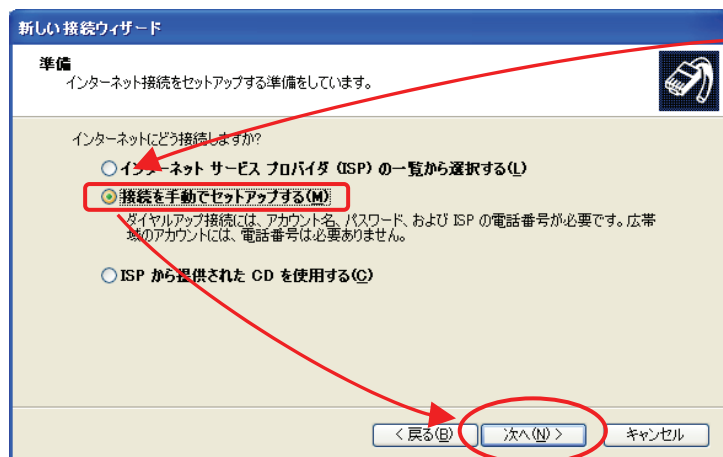 新しい接続ウィザード
準備
インターネット接続をセットアップする準備をしています。
インターネットにどう接続しますか?
インターネット サービス プロバイダ (ISP) の一覧から選択する(L)
接続を手動でセットアップする(M)
ダイヤルアップ接続には、アカウント名、パスワード、および ISP の電話番号が必要です。広帯
域のアカウントには、電話番号は必要ありません。
ISP から提供された CD を使用する(C)
< 戻る(B) 次へ(N) > キャンセル